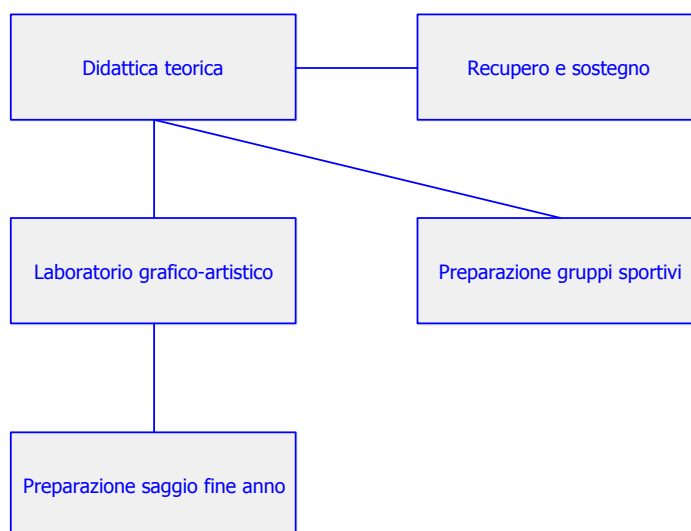 Didattica teorica
Recupero e sostegno
Laboratorio grafico-artistico
Preparazione gruppi sportivi
Preparazione saggio fine anno